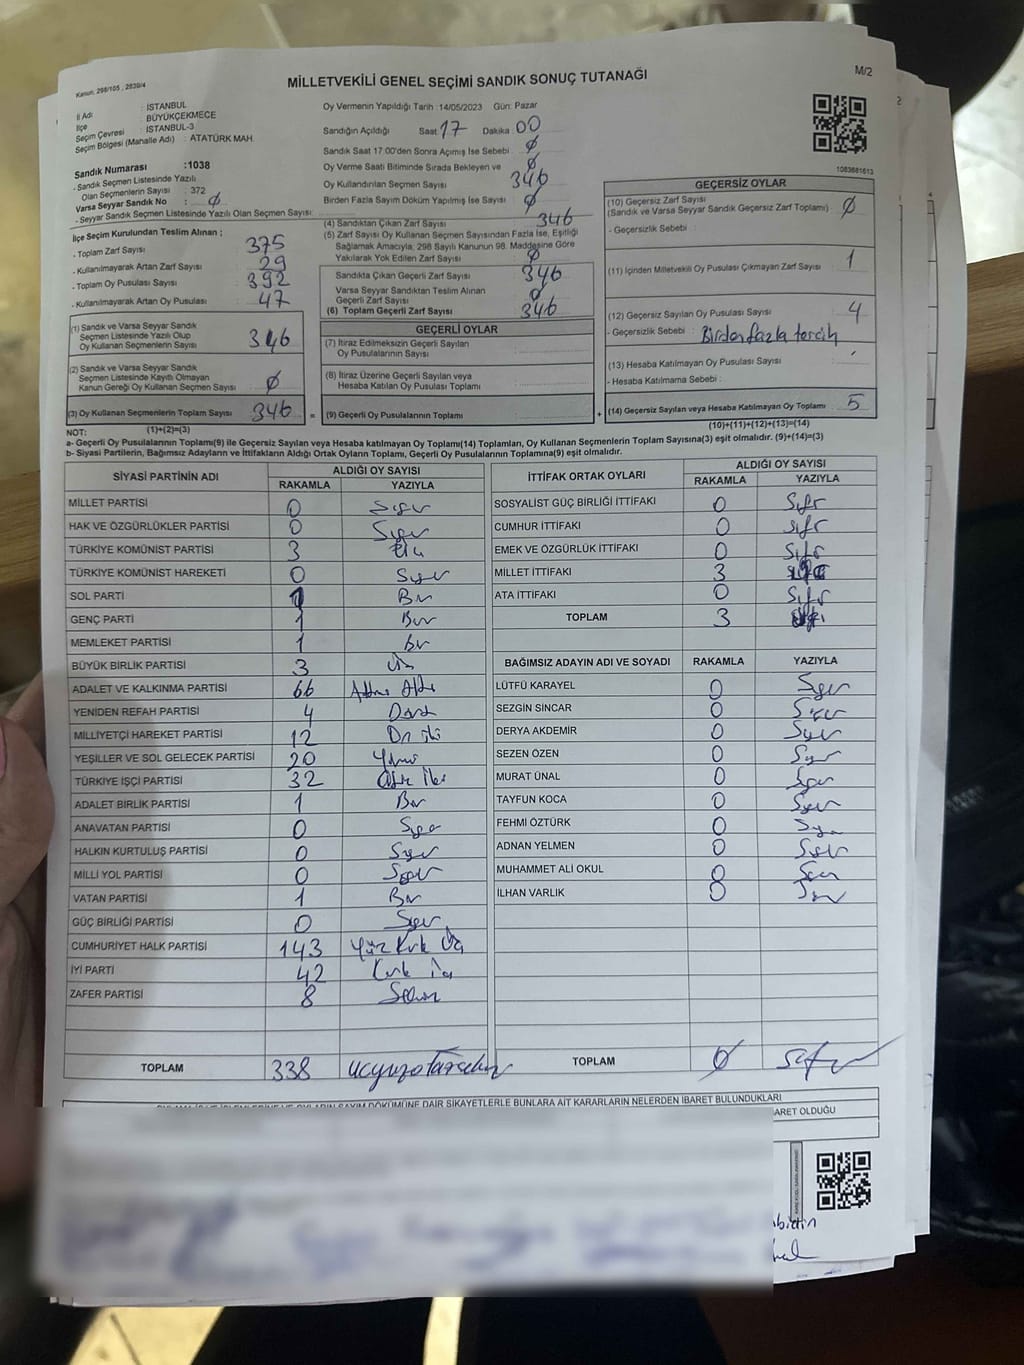 Kanun: 298/105 , 2839/4
MİLLETVEKİLİ GENEL SEÇİMİ SANDIK SONUÇ TUTANAĞI
M/2
İl Adı : İSTANBUL
İlçe : BÜYÜKÇEKMECE
Seçim Çevresi : İSTANBUL-3
Seçim Bölgesi (Mahalle Adı) : ATATÜRK MAH.
Sandık Numarası :1038
- Sandık Seçmen Listesinde Yazılı
Olan Seçmenlerin Sayısı : 372
Varsa Seyyar Sandık No : 0
- Seyyar Sandık Seçmen Listesinde Yazılı Olan Seçmen Sayısı:
İlçe Seçim Kurulundan Teslim Alınan ;
- Toplam Zarf Sayısı : 375
- Kullanılmayarak Artan Zarf Sayısı : 29
- Toplam Oy Pusulası Sayısı : 392
- Kullanılmayarak Artan Oy Pusulası : 47
(1) Sandık ve Varsa Seyyar Sandık
Seçmen Listesinde Yazılı Olup
Oy Kullanan Seçmenlerin Sayısı : 346
(2) Sandık ve Varsa Seyyar Sandık
Seçmen Listesinde Kayıtlı Olmayan
Kanun Gereği Oy Kullanan Seçmen Sayısı : 0
(3) Oy Kullanan Seçmenlerin Toplam Sayısı : 346 =
(1)+(2)=(3)
Oy Vermenin Yapıldığı Tarih :14/05/2023 Gün: Pazar
Sandığın Açıldığı Saat 17 Dakika 00
Sandık Saat 17.00'den Sonra Açılmış İse Sebebi : 0
Oy Verme Saati Bitiminde Sırada Bekleyen ve 0
Oy Kullandırılan Seçmen Sayısı 346
Birden Fazla Sayım Döküm Yapılmış İse Sayısı 0
(4) Sandıktan Çıkan Zarf Sayısı : 346
(5) Zarf Sayısı Oy Kullanan Seçmen Sayısından Fazla İse, Eşitliği
Sağlamak Amacıyla; 298 Sayılı Kanunun 98. Maddesine Göre
Yakılarak Yok Edilen Zarf Sayısı : 0
Sandıkta Çıkan Geçerli Zarf Sayısı : 346
Varsa Seyyar Sandıktan Teslim Alınan
Geçerli Zarf Sayısı : 0
(6) Toplam Geçerli Zarf Sayısı : 346
GEÇERLİ OYLAR
(7) İtiraz Edilmeksizin Geçerli Sayılan
Oy Pusulalarının Sayısı :
(8) İtiraz Üzerine Geçerli Sayılan veya
Hesaba Katılan Oy Pusulası Toplamı :
(9) Geçerli Oy Pusulalarının Toplamı : +
1083681613
GEÇERSİZ OYLAR
(10) Geçersiz Zarf Sayısı
(Sandık ve Varsa Seyyar Sandık Geçersiz Zarf Toplamı) : 0
- Geçersizlik Sebebi :
(11) İçinden Milletvekili Oy Pusulası Çıkmayan Zarf Sayısı : 1
(12) Geçersiz Sayılan Oy Pusulası Sayısı : 4
- Geçersizlik Sebebi : Birden fazla tercih
(13) Hesaba Katılmayan Oy Pusulası Sayısı :
- Hesaba Katılmama Sebebi :
(14) Geçersiz Sayılan veya Hesaba Katılmayan Oy Toplamı : 5
(10)+(11)+(12)+(13)=(14)
NOT:
a- Geçerli Oy Pusulalarının Toplamı(9) ile Geçersiz Sayılan veya Hesaba katılmayan Oy Toplamı(14) Toplamları, Oy Kullanan Seçmenlerin Toplam Sayısına(3) eşit olmalıdır. (9)+(14)=(3)
b- Siyasi Partilerin, Bağımsız Adayların ve İttifakların Aldığı Ortak Oyların Toplamı, Geçerli Oy Pusulalarının Toplamına(9) eşit olmalıdır.
SİYASİ PARTİNİN ADI ALDIĞI OY SAYISI
RAKAMLA YAZIYLA
MİLLET PARTİSİ 0 Sıfır
HAK VE ÖZGÜRLÜKLER PARTİSİ 0 Sıfır
TÜRKİYE KOMÜNİST PARTİSİ 3 Üç
TÜRKİYE KOMÜNİST HAREKETİ 0 Sıfır
SOL PARTİ 1 Bir
GENÇ PARTİ 1 Bir
MEMLEKET PARTİSİ 1 bir
BÜYÜK BİRLİK PARTİSİ 3 Üç
ADALET VE KALKINMA PARTİSİ 66 Altmış Altı
YENİDEN REFAH PARTİSİ 4 Dört
MİLLİYETÇİ HAREKET PARTİSİ 12 On iki
YEŞİLLER VE SOL GELECEK PARTİSİ 20 Yirmi
TÜRKİYE İŞÇİ PARTİSİ 32 Otuz İki
ADALET BİRLİK PARTİSİ 1 Bir
ANAVATAN PARTİSİ 0 Sıfır
HALKIN KURTULUŞ PARTİSİ 0 Sıfır
MİLLİ YOL PARTİSİ 0 Sıfır
VATAN PARTİSİ 1 Bir
GÜÇ BİRLİĞİ PARTİSİ 0 Sıfır
CUMHURİYET HALK PARTİSİ 143 Yüz Kırk Üç
İYİ PARTİ 42 Kırk İki
ZAFER PARTİSİ 8 Sekiz
TOPLAM 338 üçyüzotuzsekiz
İTTİFAK ORTAK OYLARI ALDIĞI OY SAYISI
RAKAMLA YAZIYLA
SOSYALİST GÜÇ BİRLİĞİ İTTİFAKI 0 Sıfır
CUMHUR İTTİFAKI 0 sıfır
EMEK VE ÖZGÜRLÜK İTTİFAKI 0 Sıfır
MİLLET İTTİFAKI 3
ATA İTTİFAKI 0 Sıfır
TOPLAM 3
BAĞIMSIZ ADAYIN ADI VE SOYADI RAKAMLA YAZIYLA
LÜTFÜ KARAYEL 0 Sıfır
SEZGİN SİNCAR 0 Sıfır
DERYA AKDEMİR 0 Sıfır
SEZEN ÖZEN 0 Sıfır
MURAT ÜNAL 0 Sıfır
TAYFUN KOCA 0 Sıfır
FEHMİ ÖZTÜRK 0 Sıfır
ADNAN YELMEN 0 Sıfır
MUHAMMET ALİ OKUL 0 Sıfır
İLHAN VARLIK 0 Sıfır
TOPLAM 0 Sıfır
DÖKÜMÜNE DAİR ŞİKAYETLERLE BUNLARA AİT KARARLARIN NELERDEN İBARET BULUNDUKLARI
ARET OLDUĞU